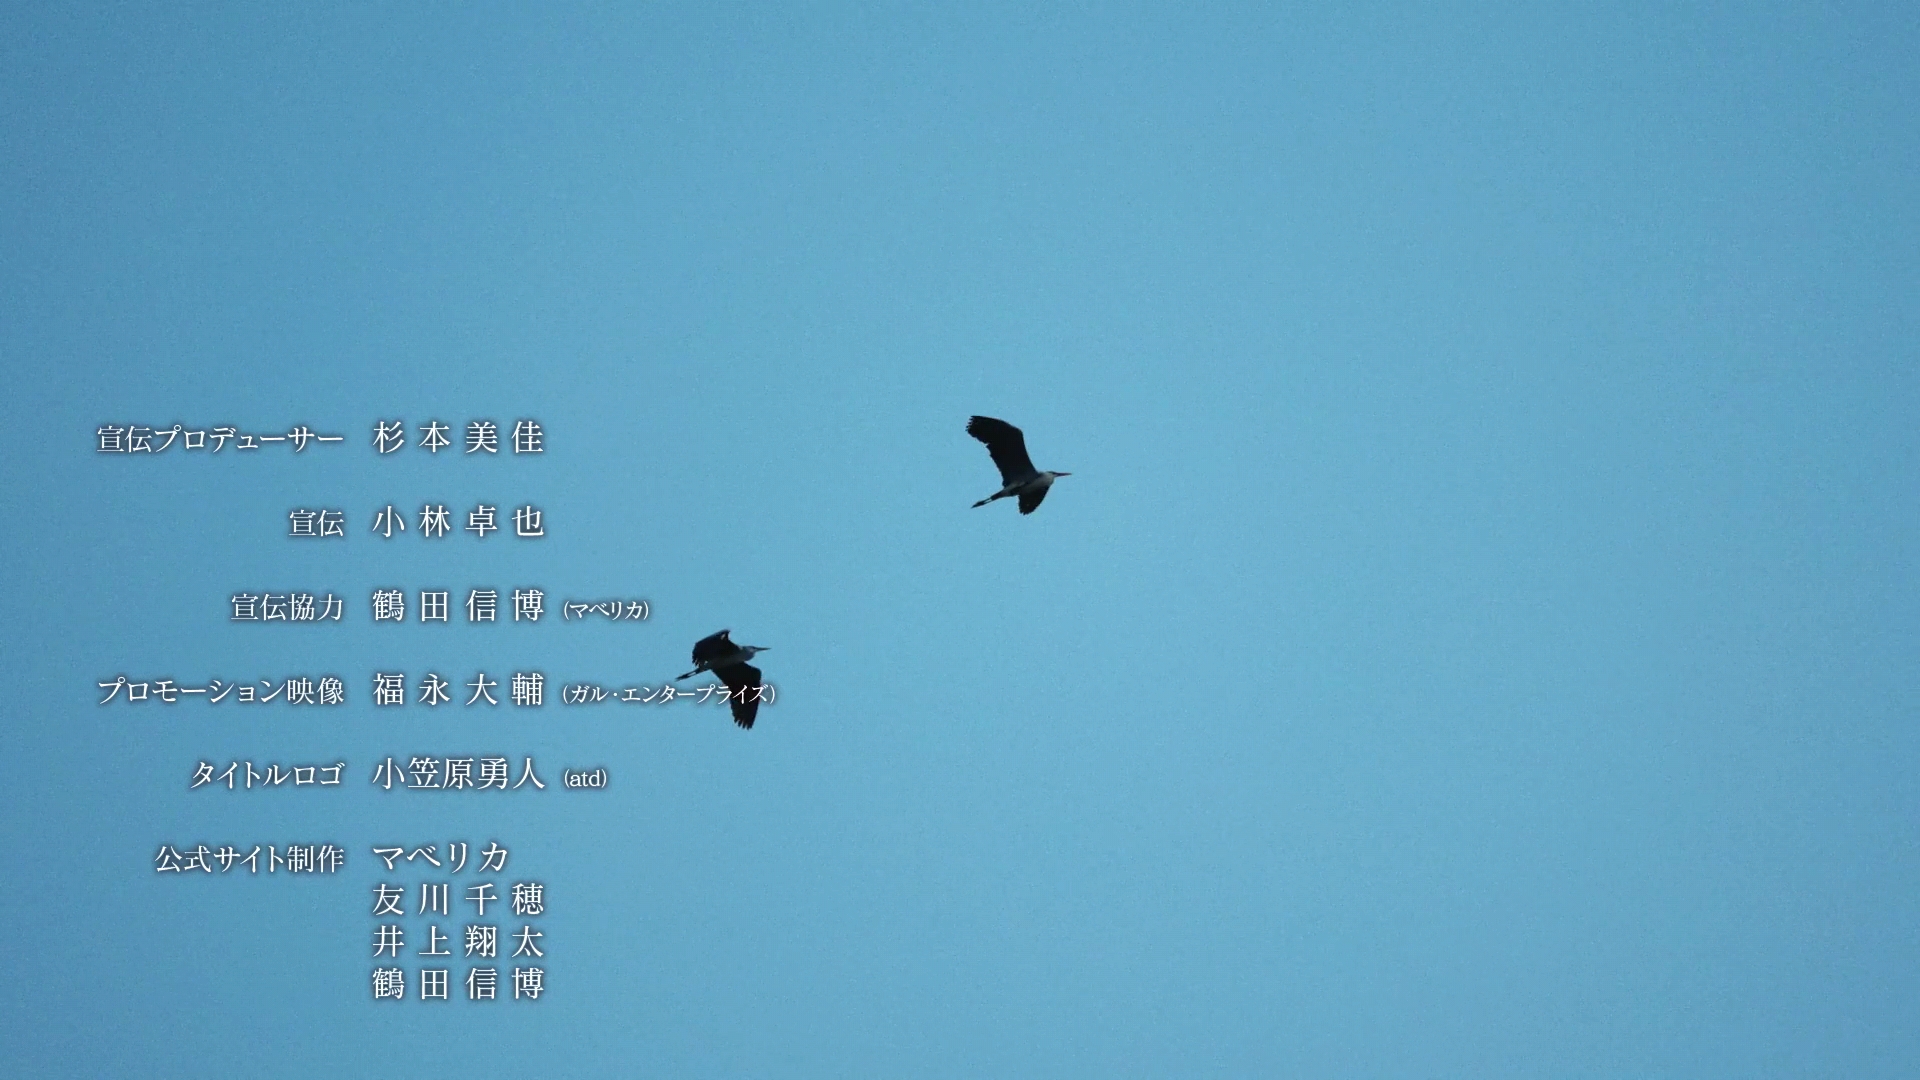 宣伝プロデューサー 杉本美佳
宣伝 小林卓也
宣伝協力 鶴田信博 (マベリカ)
プロモーション映像 福永大輔 (ガル・エンタープライズ)
タイトルロゴ 小笠原勇人 (atd)
公式サイト制作 マベリカ
友川千穂
井上翔太
鶴田信博